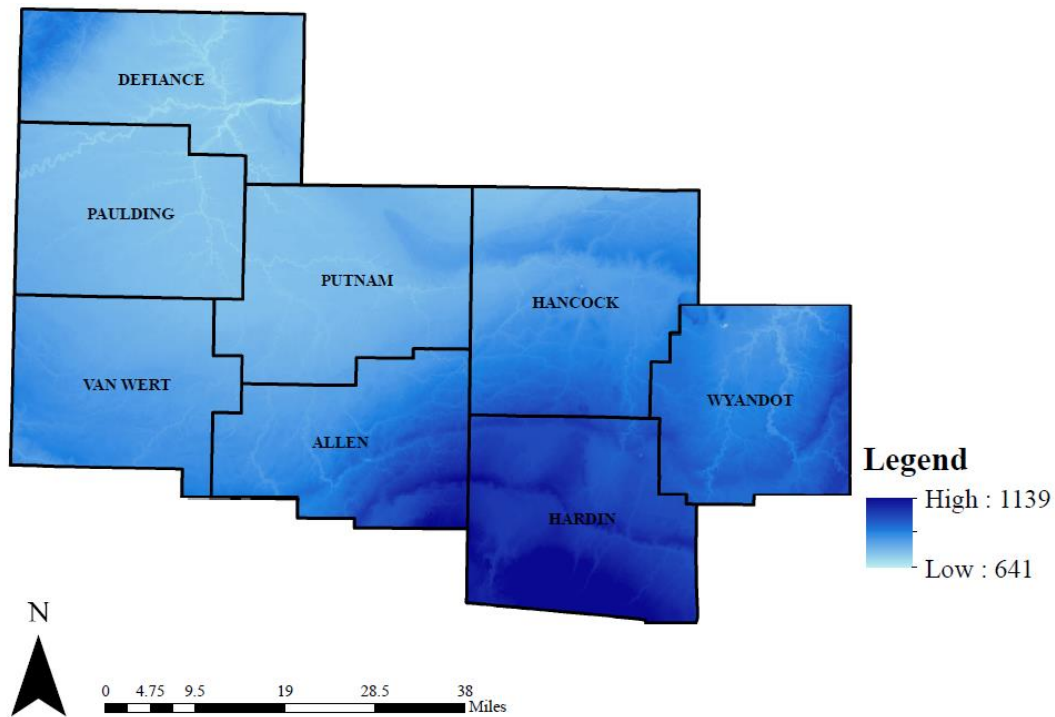 DEFIANCE
PAULDING
PUTNAM
HANCOCK
VAN WERT
WYANDOT
ALLEN
HARDIN
Legend
High : 1139
Low : 641
N
0 4.75 9.5 19 28.5 38
Miles